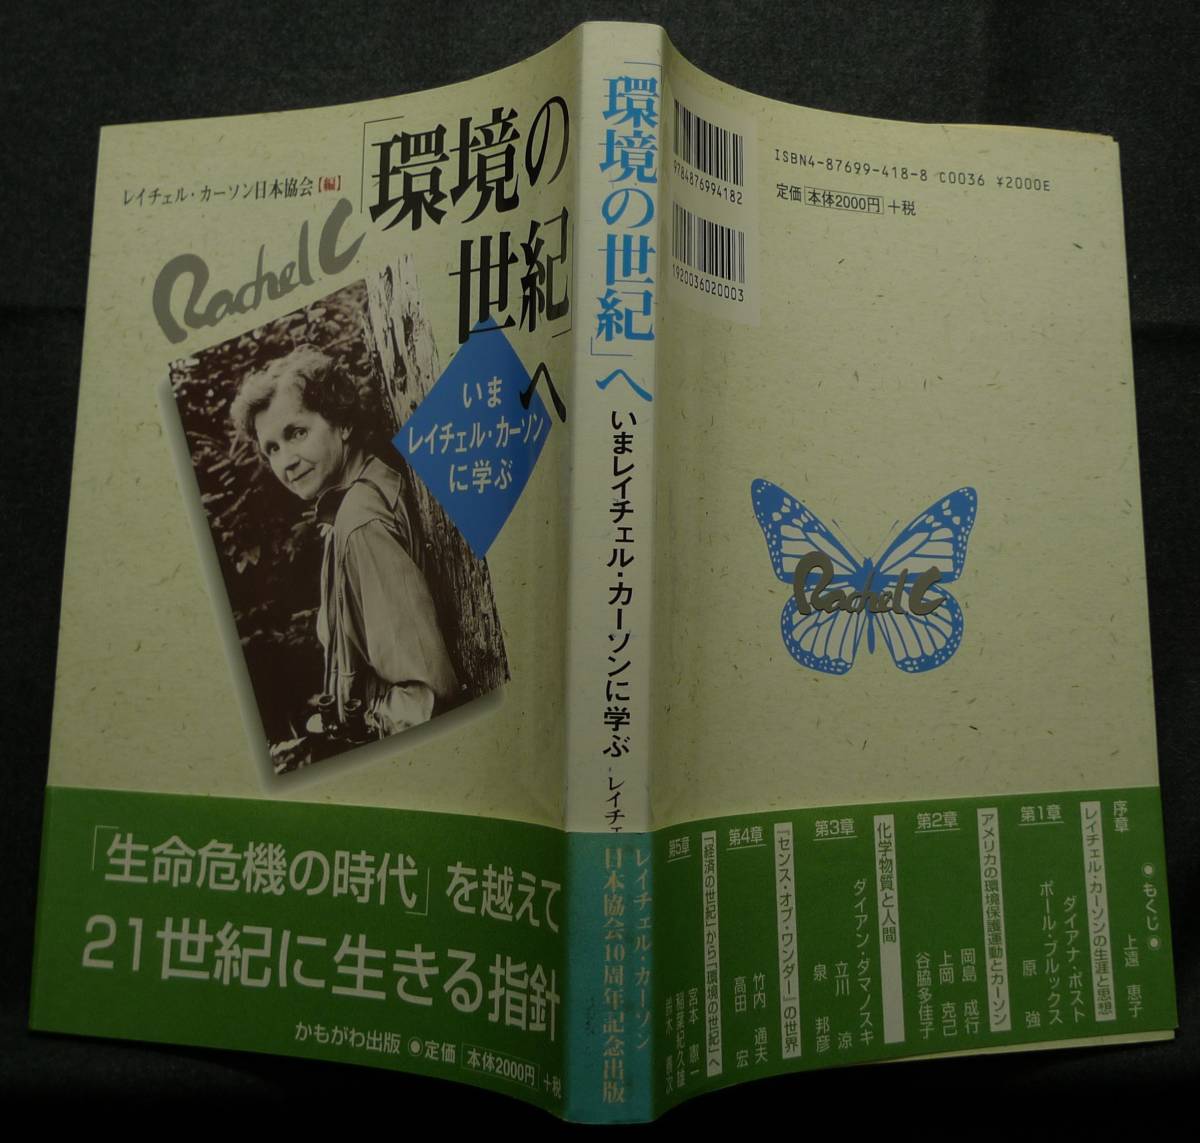 レイチェル・カーソン日本協会【編】
「環境の
世紀」へ
Rachel C
いま
レイチェル・カーソン
に学ぶ
「生命危機の時代」を越えて
21世紀に生きる指針
かもがわ出版 ●定価 本体2000円 +税
「環境の世紀」へ いまレイチェル・カーソンに学ぶ レイチェ
レイチェル・カーソン
日本協会10周年記念出版
9784876994182
1920036020003
ISBN4-87699-418-8 C0036 ¥2000E
定価 本体2000円 +税
Rachel C
●もくじ●
序章 上遠 恵子
レイチェル・カーソンの生涯と思想
ダイアナ・ポスト
第1章 ポール・ブルックス
原 強
アメリカの環境保護運動とカーソン
岡島 成行
第2章 上岡 克己
谷脇多佳子
化学物質と人間
ダイアン・ダマノスキ
第3章 立川 涼
泉 邦彦
『センス・オブ・ワンダー』の世界
竹内 通夫
第4章 高田 宏
「経済の世紀」から「環境の世紀」へ
宮本 憲一
第5章 稲葉紀久雄
鈴木 善次